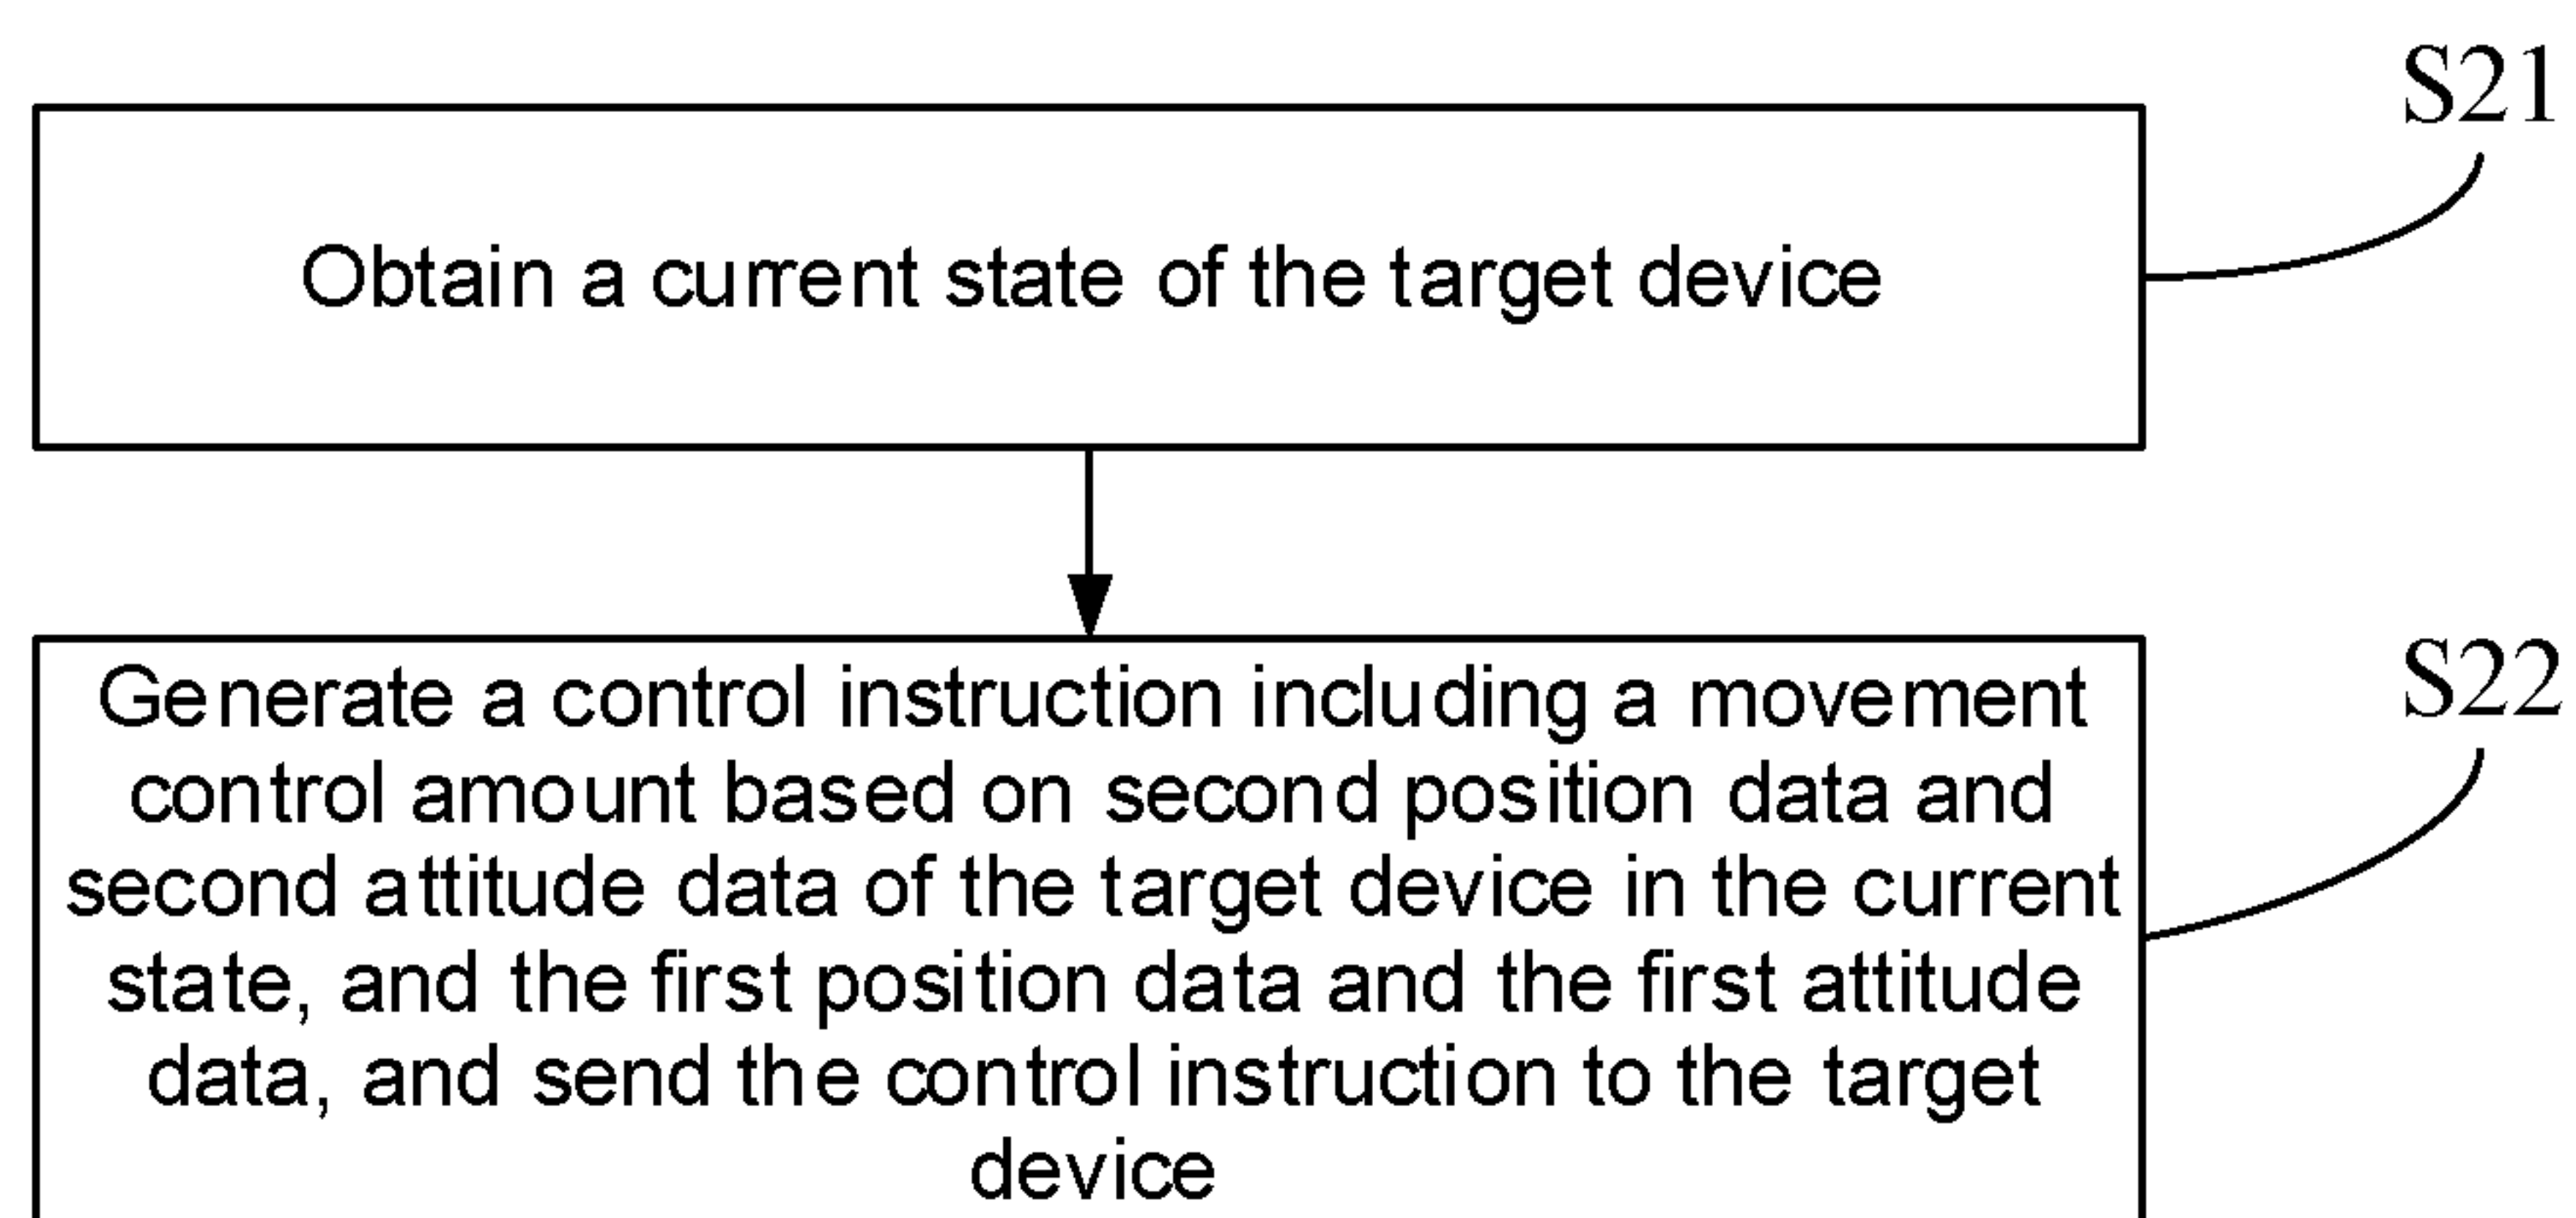 S21
Obtain a current state of the target device
S22
Generate a control instruction including a movement
control amount based on second position data and
second attitude data of the target device in the current
state, and the first position data and the first attitude
data, and send the control instruction to the target
device